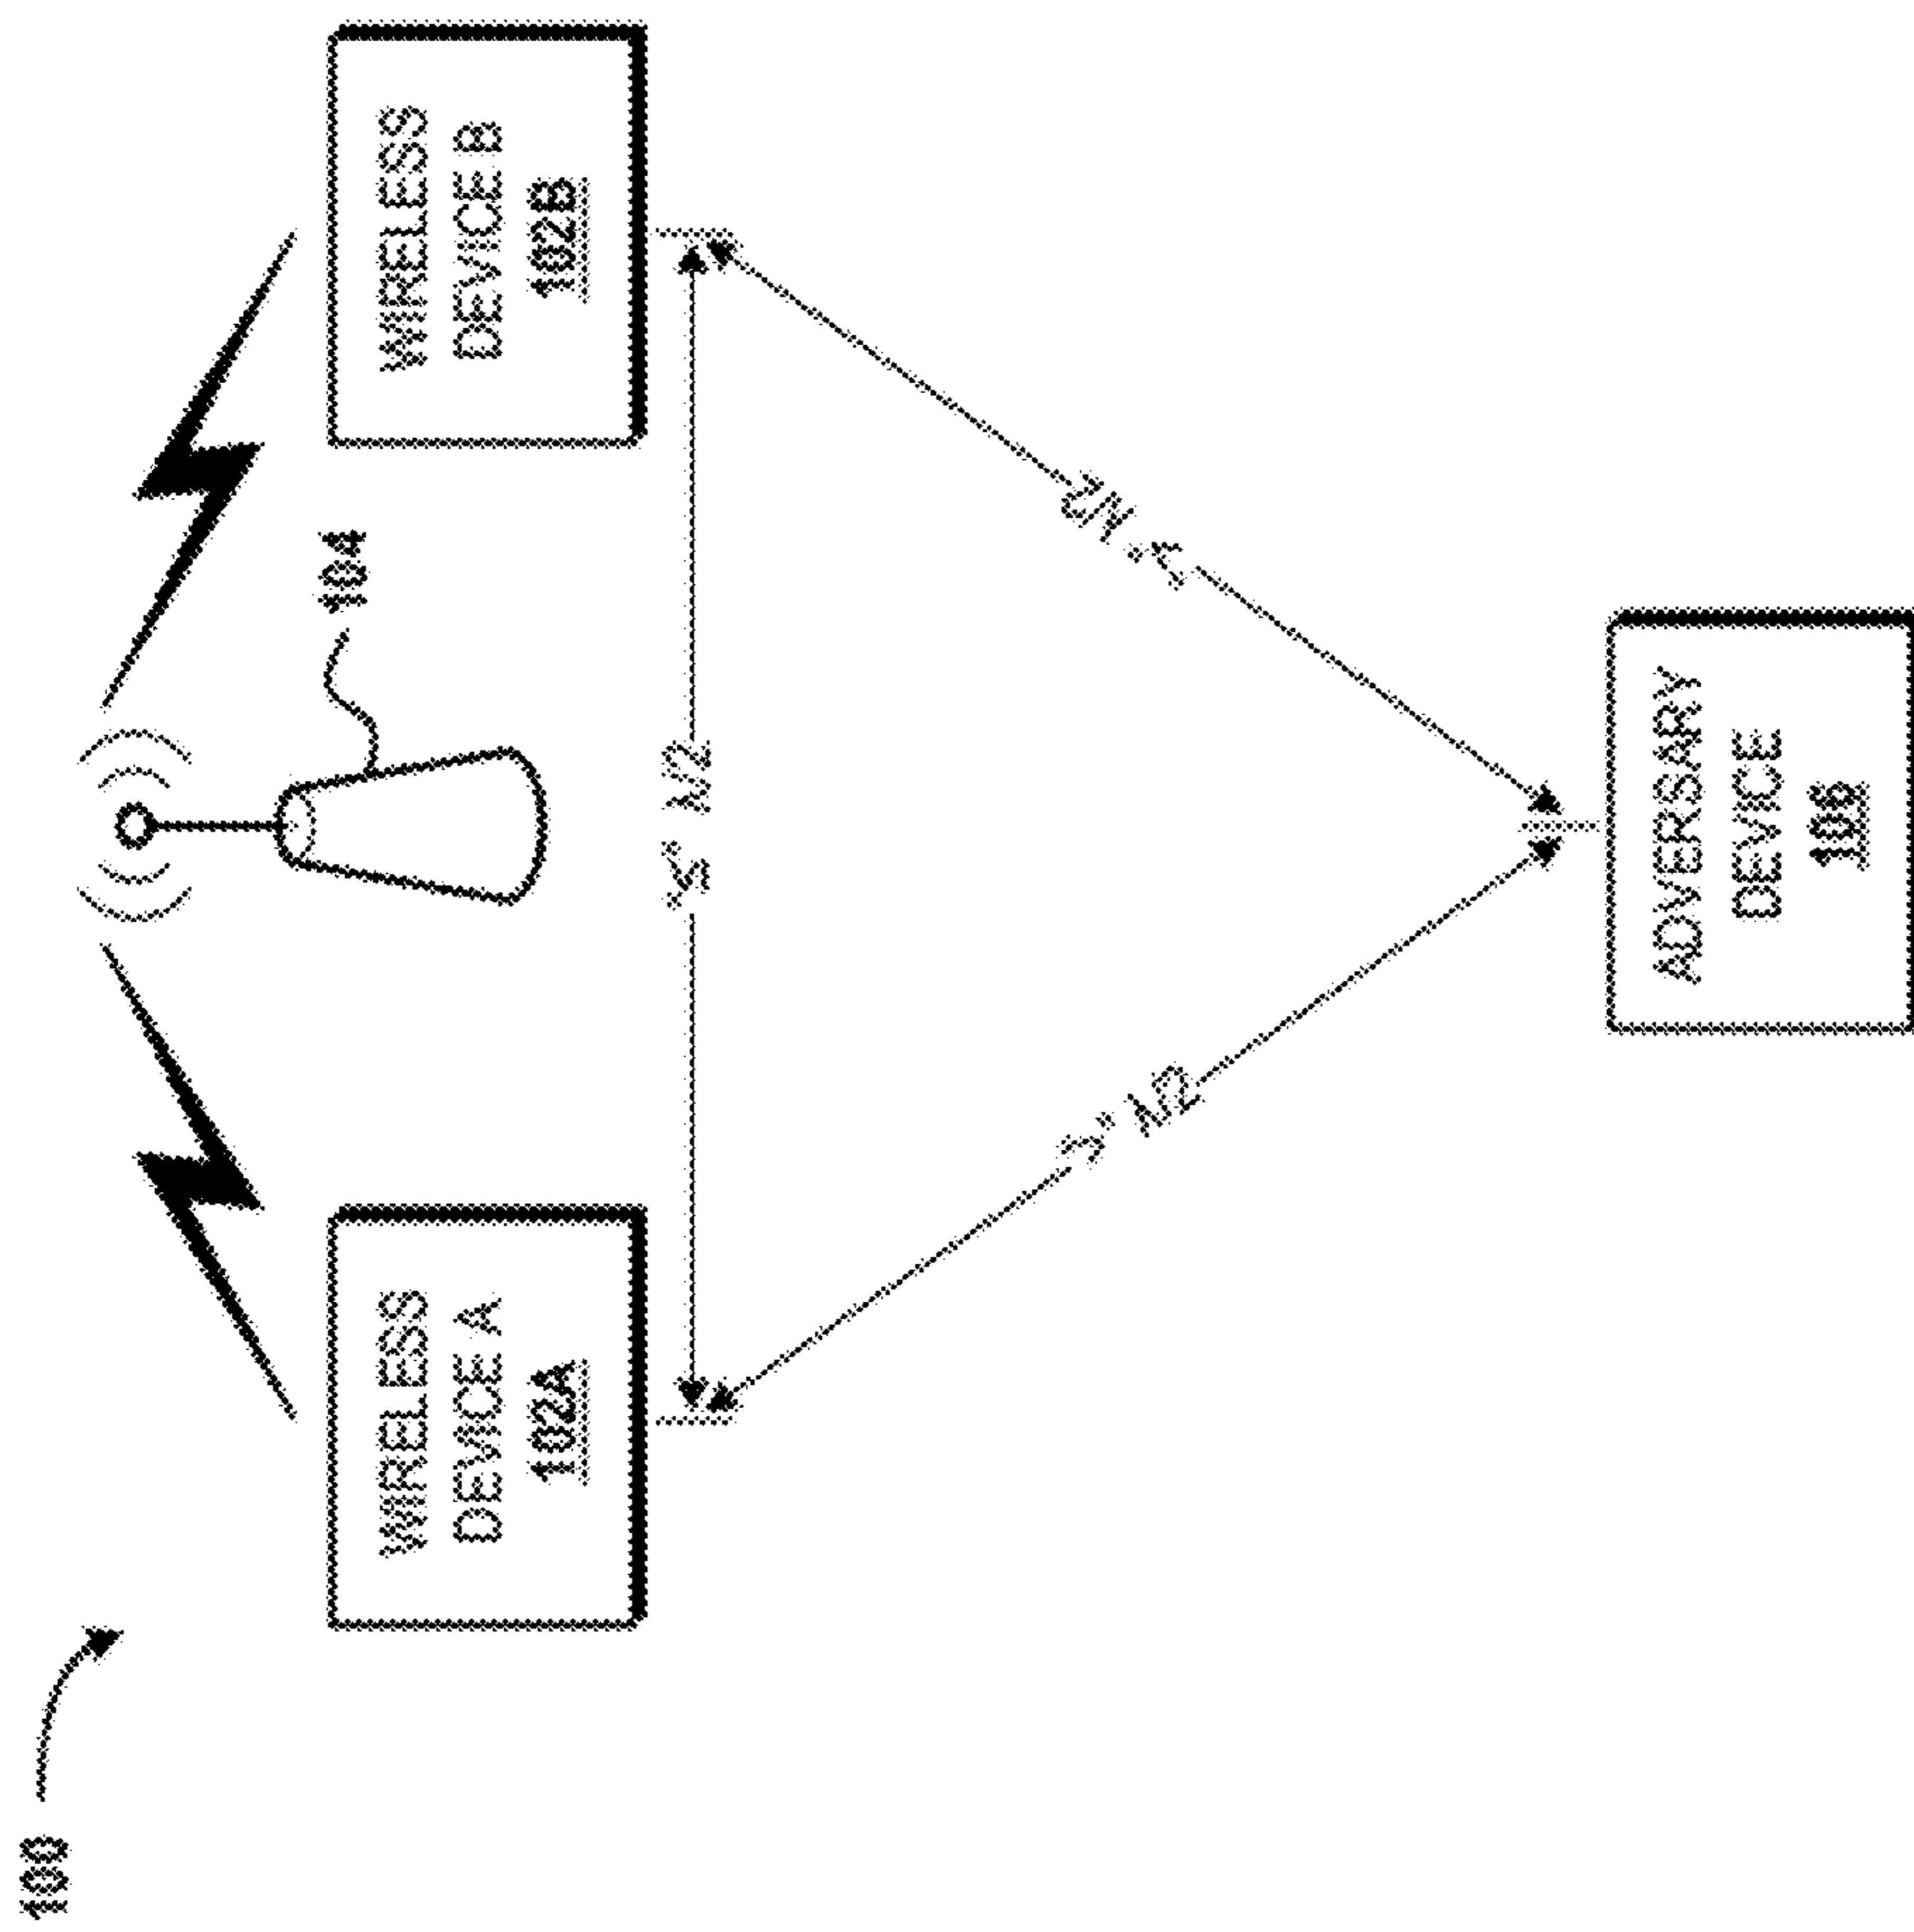 100
104
WIRELESS
DEVICE A
102A
WIRELESS
DEVICE B
102B
λ/2
> λ/2
λ/2
ADVERSARY
DEVICE
106